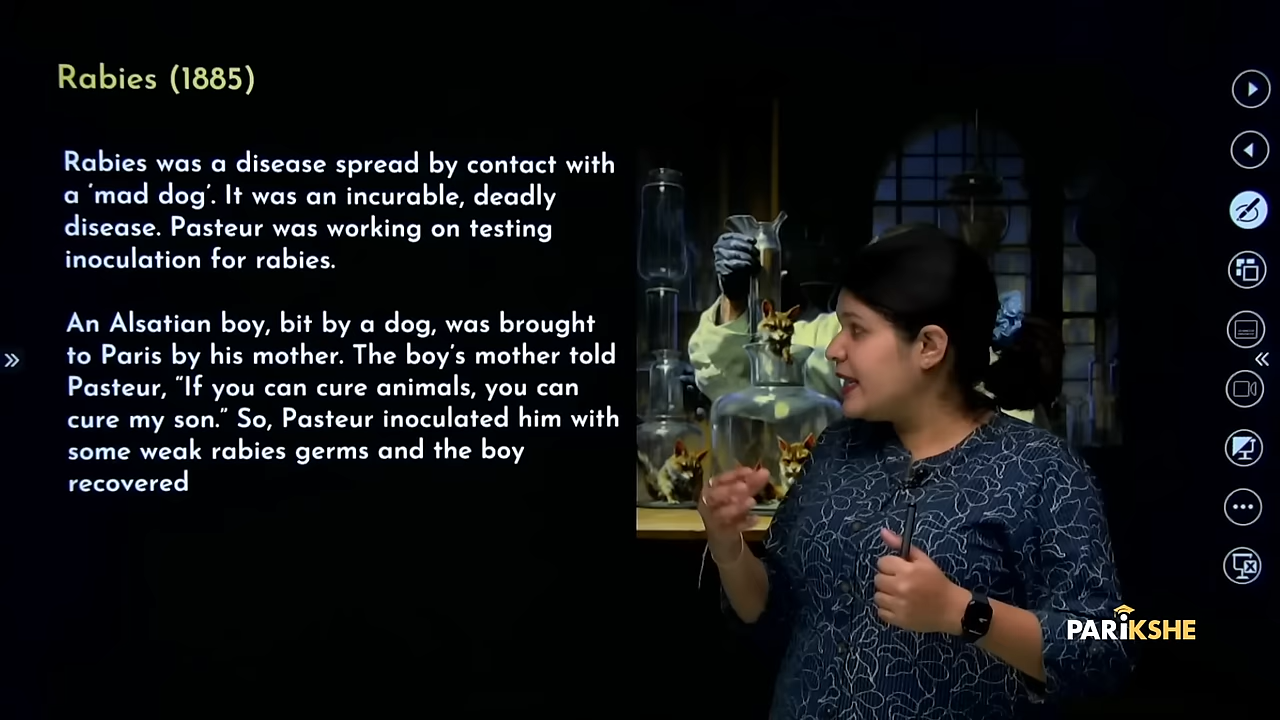 Rabies (1885)
Rabies was a disease spread by contact with
a ‘mad dog’. It was an incurable, deadly
disease. Pasteur was working on testing
inoculation for rabies.
An Alsatian boy, bit by a dog, was brought
to Paris by his mother. The boy’s mother told
Pasteur, “If you can cure animals, you can
cure my son.” So, Pasteur inoculated him with
some weak rabies germs and the boy
recovered
PARIKSHE